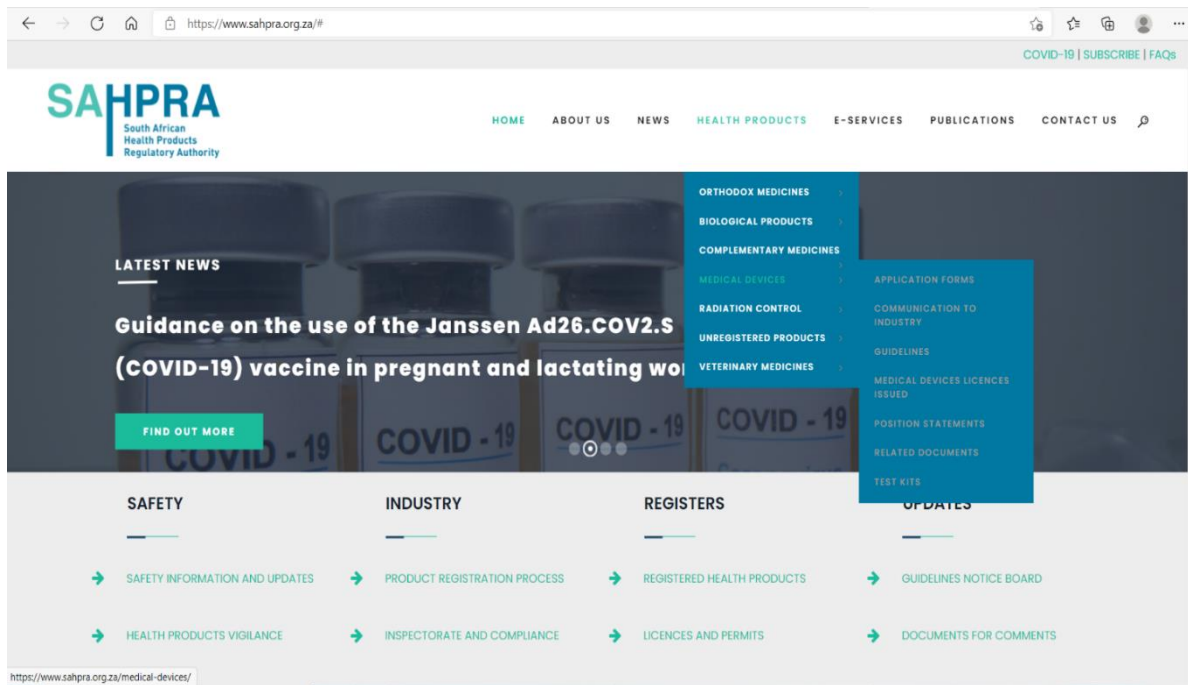 https://www.sahpra.org.za/#
COVID-19 | SUBSCRIBE | FAQs
SAHPRA
South African
Health Products
Regulatory Authority
HOME ABOUT US NEWS HEALTH PRODUCTS E-SERVICES PUBLICATIONS CONTACT US
ORTHODOX MEDICINES
BIOLOGICAL PRODUCTS
COMPLEMENTARY MEDICINES
MEDICAL DEVICES
RADIATION CONTROL
UNREGISTERED PRODUCTS
VETERINARY MEDICINES
APPLICATION FORMS
COMMUNICATION TO
INDUSTRY
GUIDELINES
MEDICAL DEVICES LICENCES
ISSUED
POSITION STATEMENTS
RELATED DOCUMENTS
TEST KITS
LATEST NEWS
Guidance on the use of the Janssen Ad26.COV2.S
(COVID-19) vaccine in pregnant and lactating
FIND OUT MORE
COVID - 19
COVID - 19
COVID - 19
COVID - 19
SAFETY INDUSTRY REGISTERS UPDATES
SAFETY INFORMATION AND UPDATES PRODUCT REGISTRATION PROCESS REGISTERED HEALTH PRODUCTS GUIDELINES NOTICE BOARD
HEALTH PRODUCTS VIGILANCE INSPECTORATE AND COMPLIANCE LICENCES AND PERMITS DOCUMENTS FOR COMMENTS
https://www.sahpra.org.za/medical-devices/